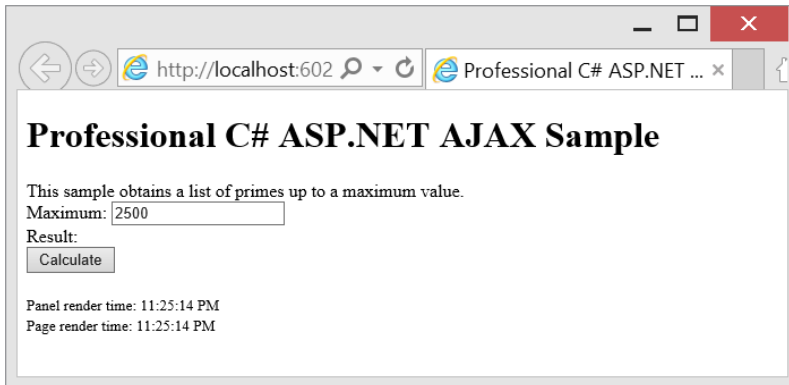 http://localhost:602
Professional C# ASP.NET ...
Professional C# ASP.NET AJAX Sample
This sample obtains a list of primes up to a maximum value.
Maximum: 2500
Result:
Calculate
Panel render time: 11:25:14 PM
Page render time: 11:25:14 PM